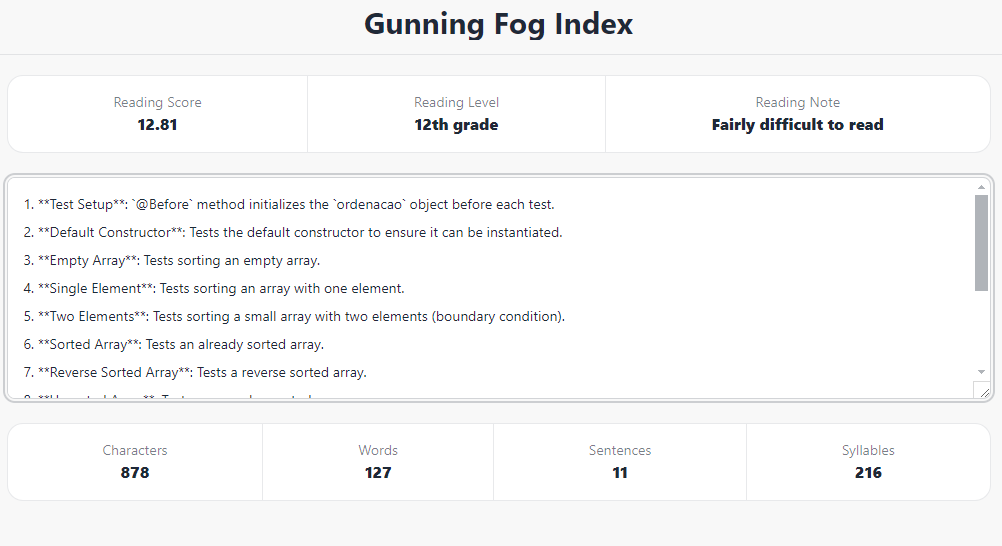 Gunning Fog Index
Reading Score Reading Level Reading Note
12.81 12th grade Fairly difficult to read
1. **Test Setup**: `@Before` method initializes the `ordenacao` object before each test.
2. **Default Constructor**: Tests the default constructor to ensure it can be instantiated.
3. **Empty Array**: Tests sorting an empty array.
4. **Single Element**: Tests sorting an array with one element.
5. **Two Elements**: Tests sorting a small array with two elements (boundary condition).
6. **Sorted Array**: Tests an already sorted array.
7. **Reverse Sorted Array**: Tests a reverse sorted array.
Characters Words Sentences Syllables
878 127 11 216